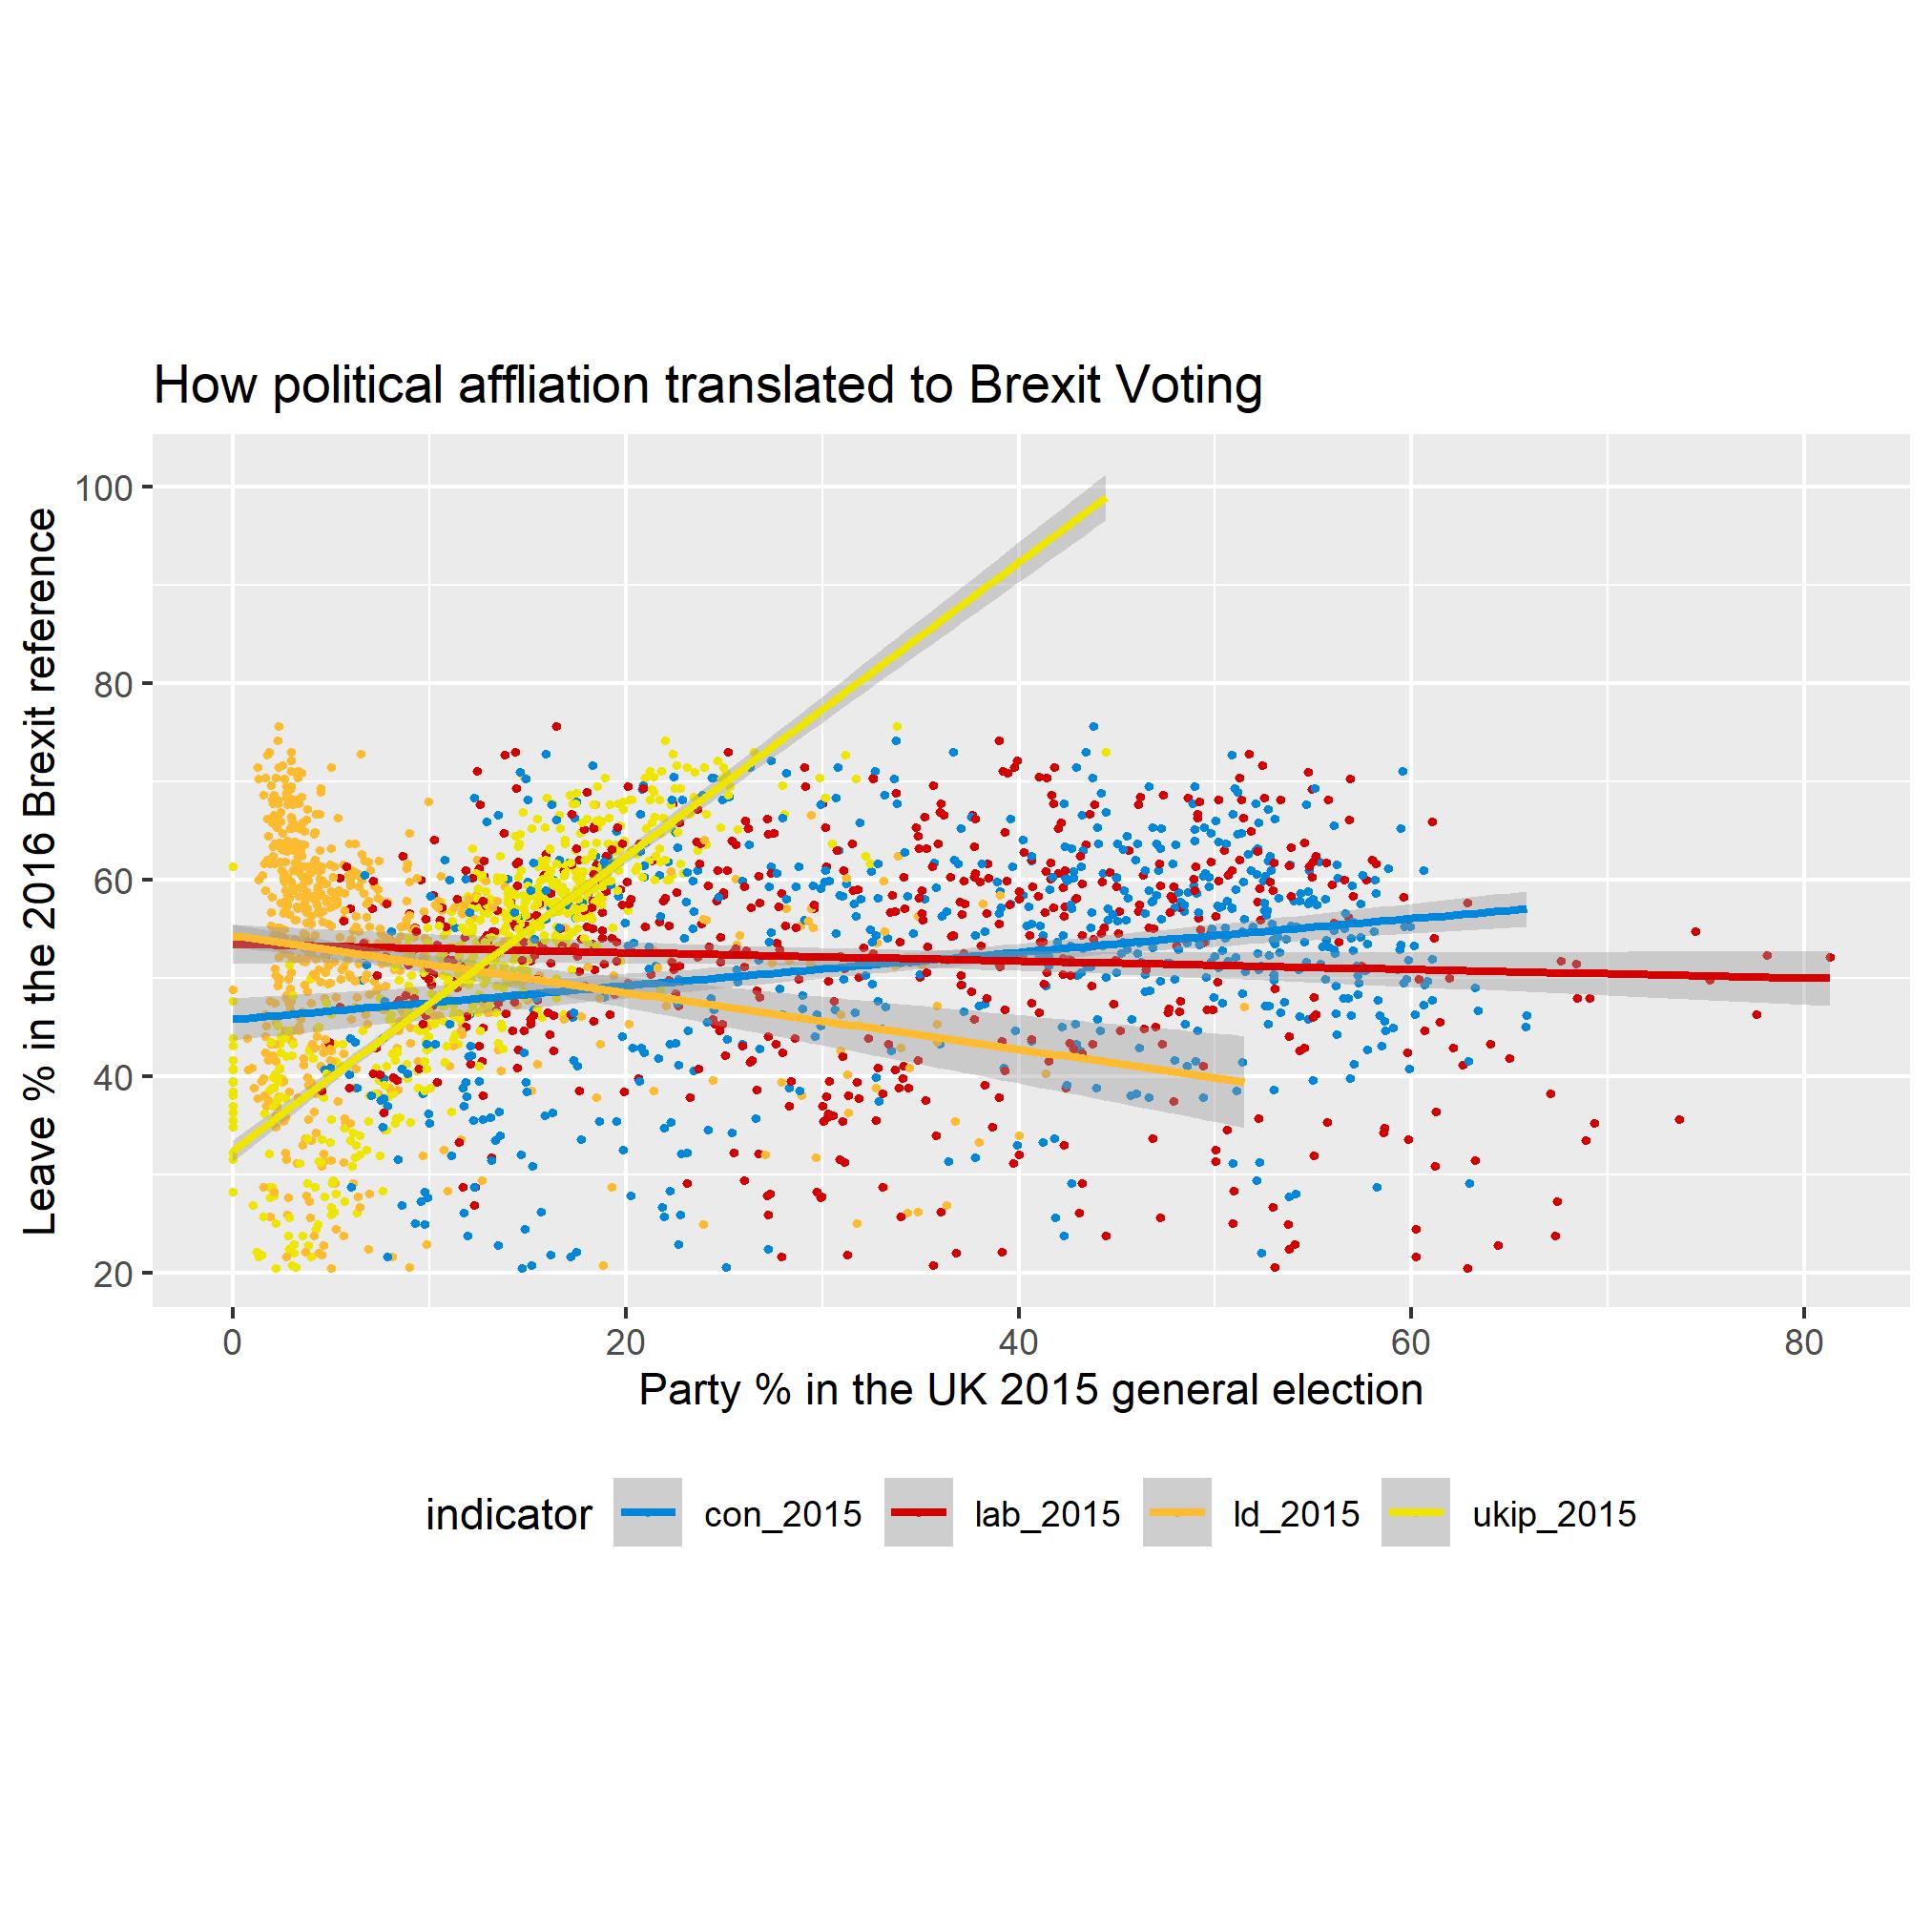 How political affliation translated to Brexit Voting
Leave % in the 2016 Brexit reference
100
80
60
40
20
0
20
40
60
80
Party % in the UK 2015 general election
indicator
con_2015
lab_2015
ld_2015
ukip_2015